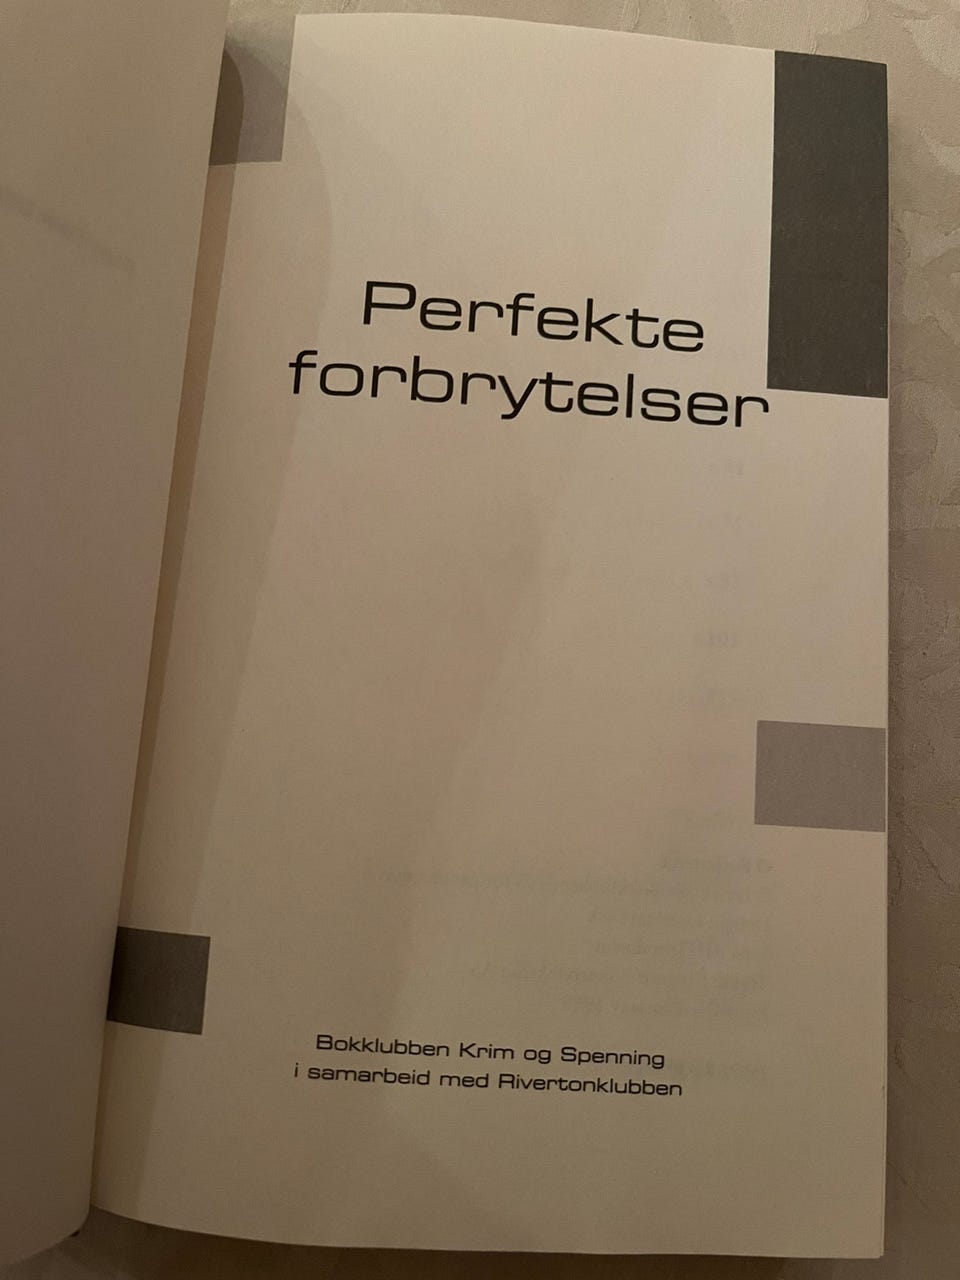 Perfekte
forbrytelser
Bokklubben Krim og Spenning
i samarbeid med Rivertonklubben